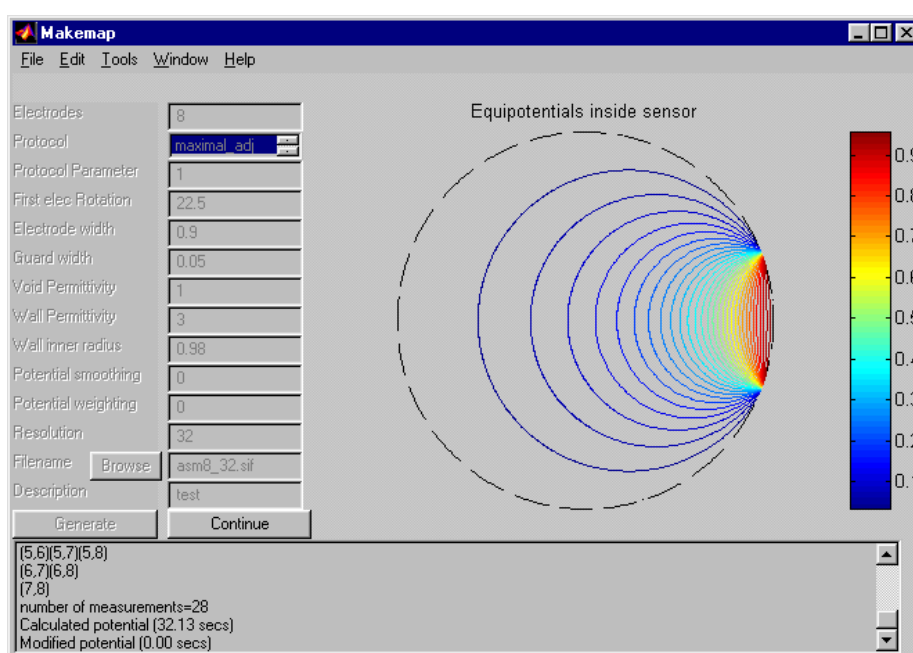 Makemap
File Edit Tools Window Help
Equipotentials inside sensor
Electrodes 8
Protocol maximal_adj
Protocol Parameter 1
First elec Rotation 22.5
Electrode width 0.9
Guard width 0.05
Void Permittivity 1
Wall Permittivity 3
Wall inner radius 0.98
Potential smoothing 0
Potential weighting 0
Resolution 32
Filename Browse asm8_32.sif
Description test
Generate Continue
0.9
0.8
0.7
0.6
0.5
0.4
0.3
0.2
0.1
(5,6)(5,7)(5,8)
(6,7)(6,8)
(7,8)
number of measurements=28
Calculated potential (32.13 secs)
Modified potential (0.00 secs)